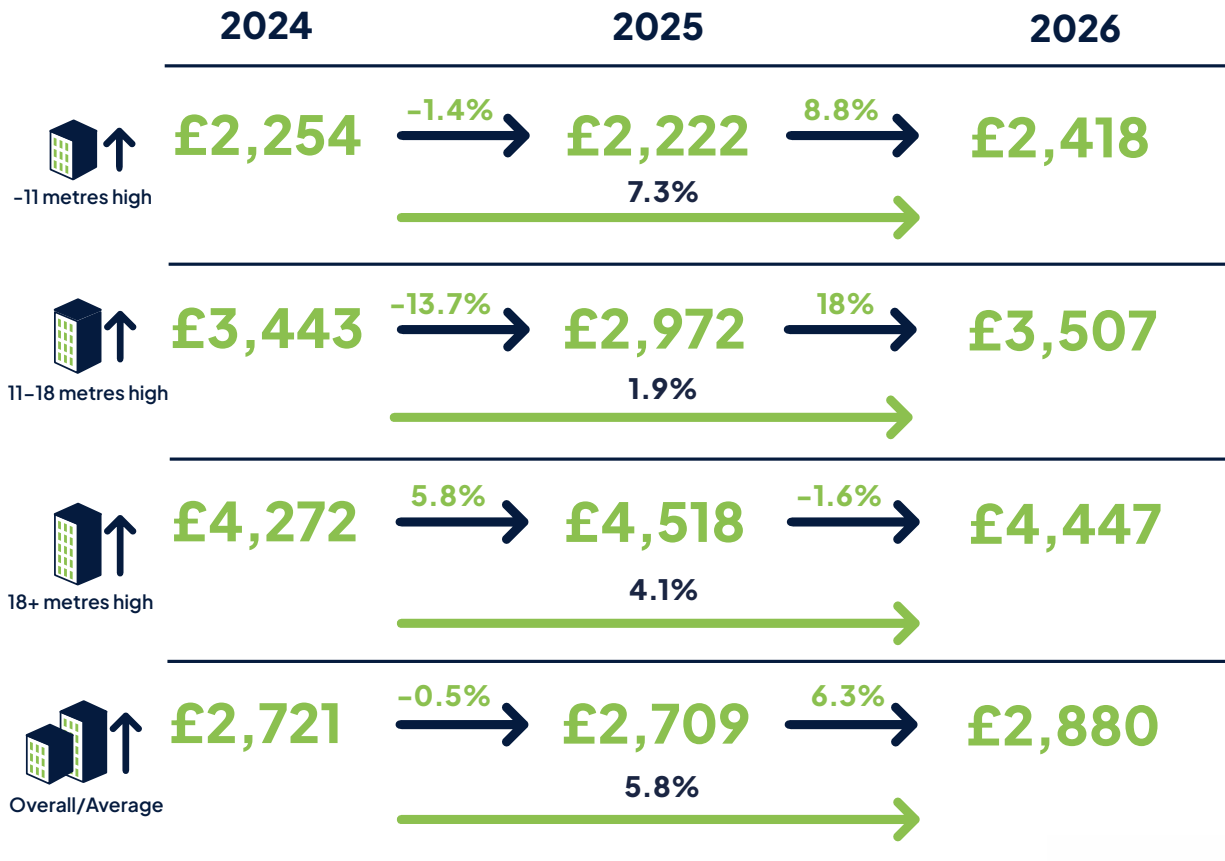 2024 2025 2026
£2,254 -1.4% £2,222 8.8% £2,418
-11 metres high
7.3%
£3,443 -13.7% £2,972 18% £3,507
11-18 metres high
1.9%
£4,272 5.8% £4,518 -1.6% £4,447
18+ metres high
4.1%
£2,721 -0.5% £2,709 6.3% £2,880
Overall/Average
5.8%